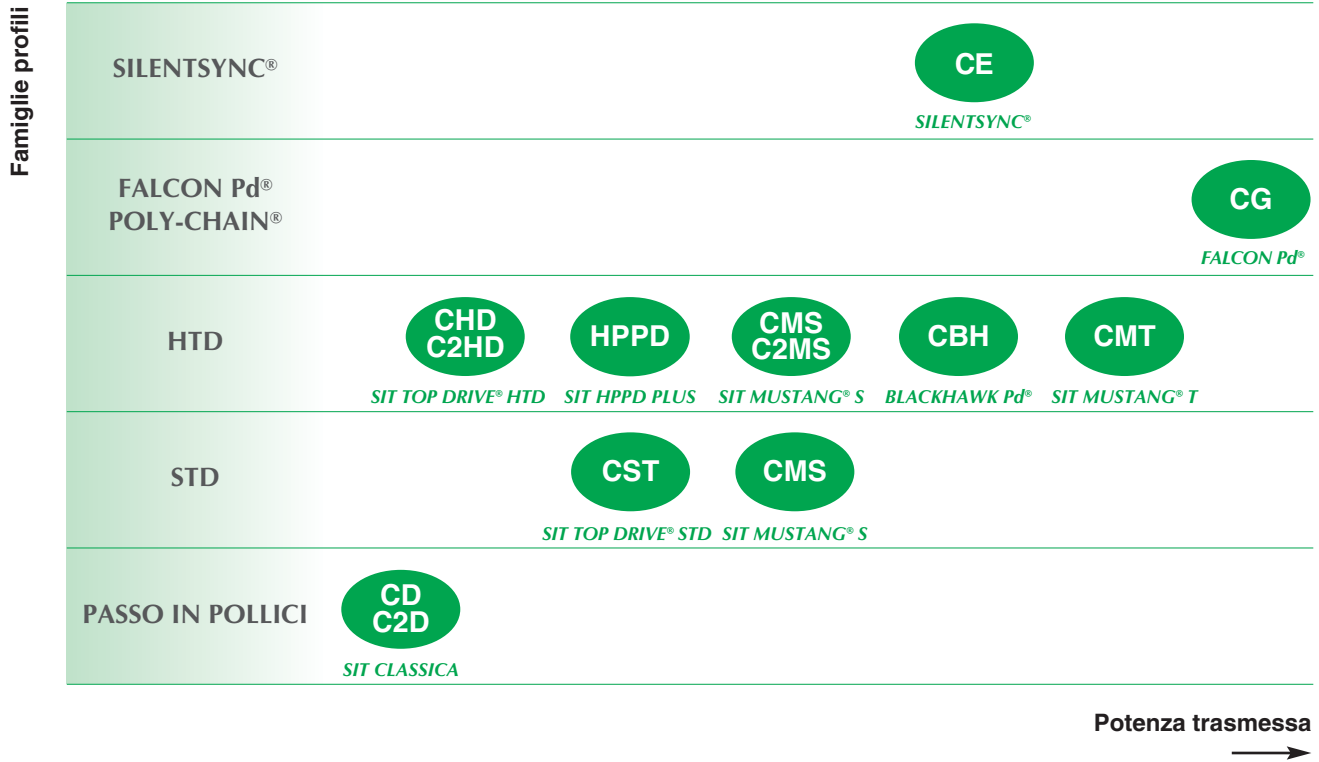 Famiglie profili
SILENTSYNC®
CE
SILENTSYNC®
FALCON Pd®
POLY-CHAIN®
CG
FALCON Pd®
HTD
CHD
C2HD
SIT TOP DRIVE® HTD
HPPD
SIT HPPD PLUS
CMS
C2MS
SIT MUSTANG® S
CBH
BLACKHAWK Pd®
CMT
SIT MUSTANG® T
STD
CST
SIT TOP DRIVE® STD
CMS
SIT MUSTANG® S
PASSO IN POLLICI
CD
C2D
SIT CLASSICA
Potenza trasmessa